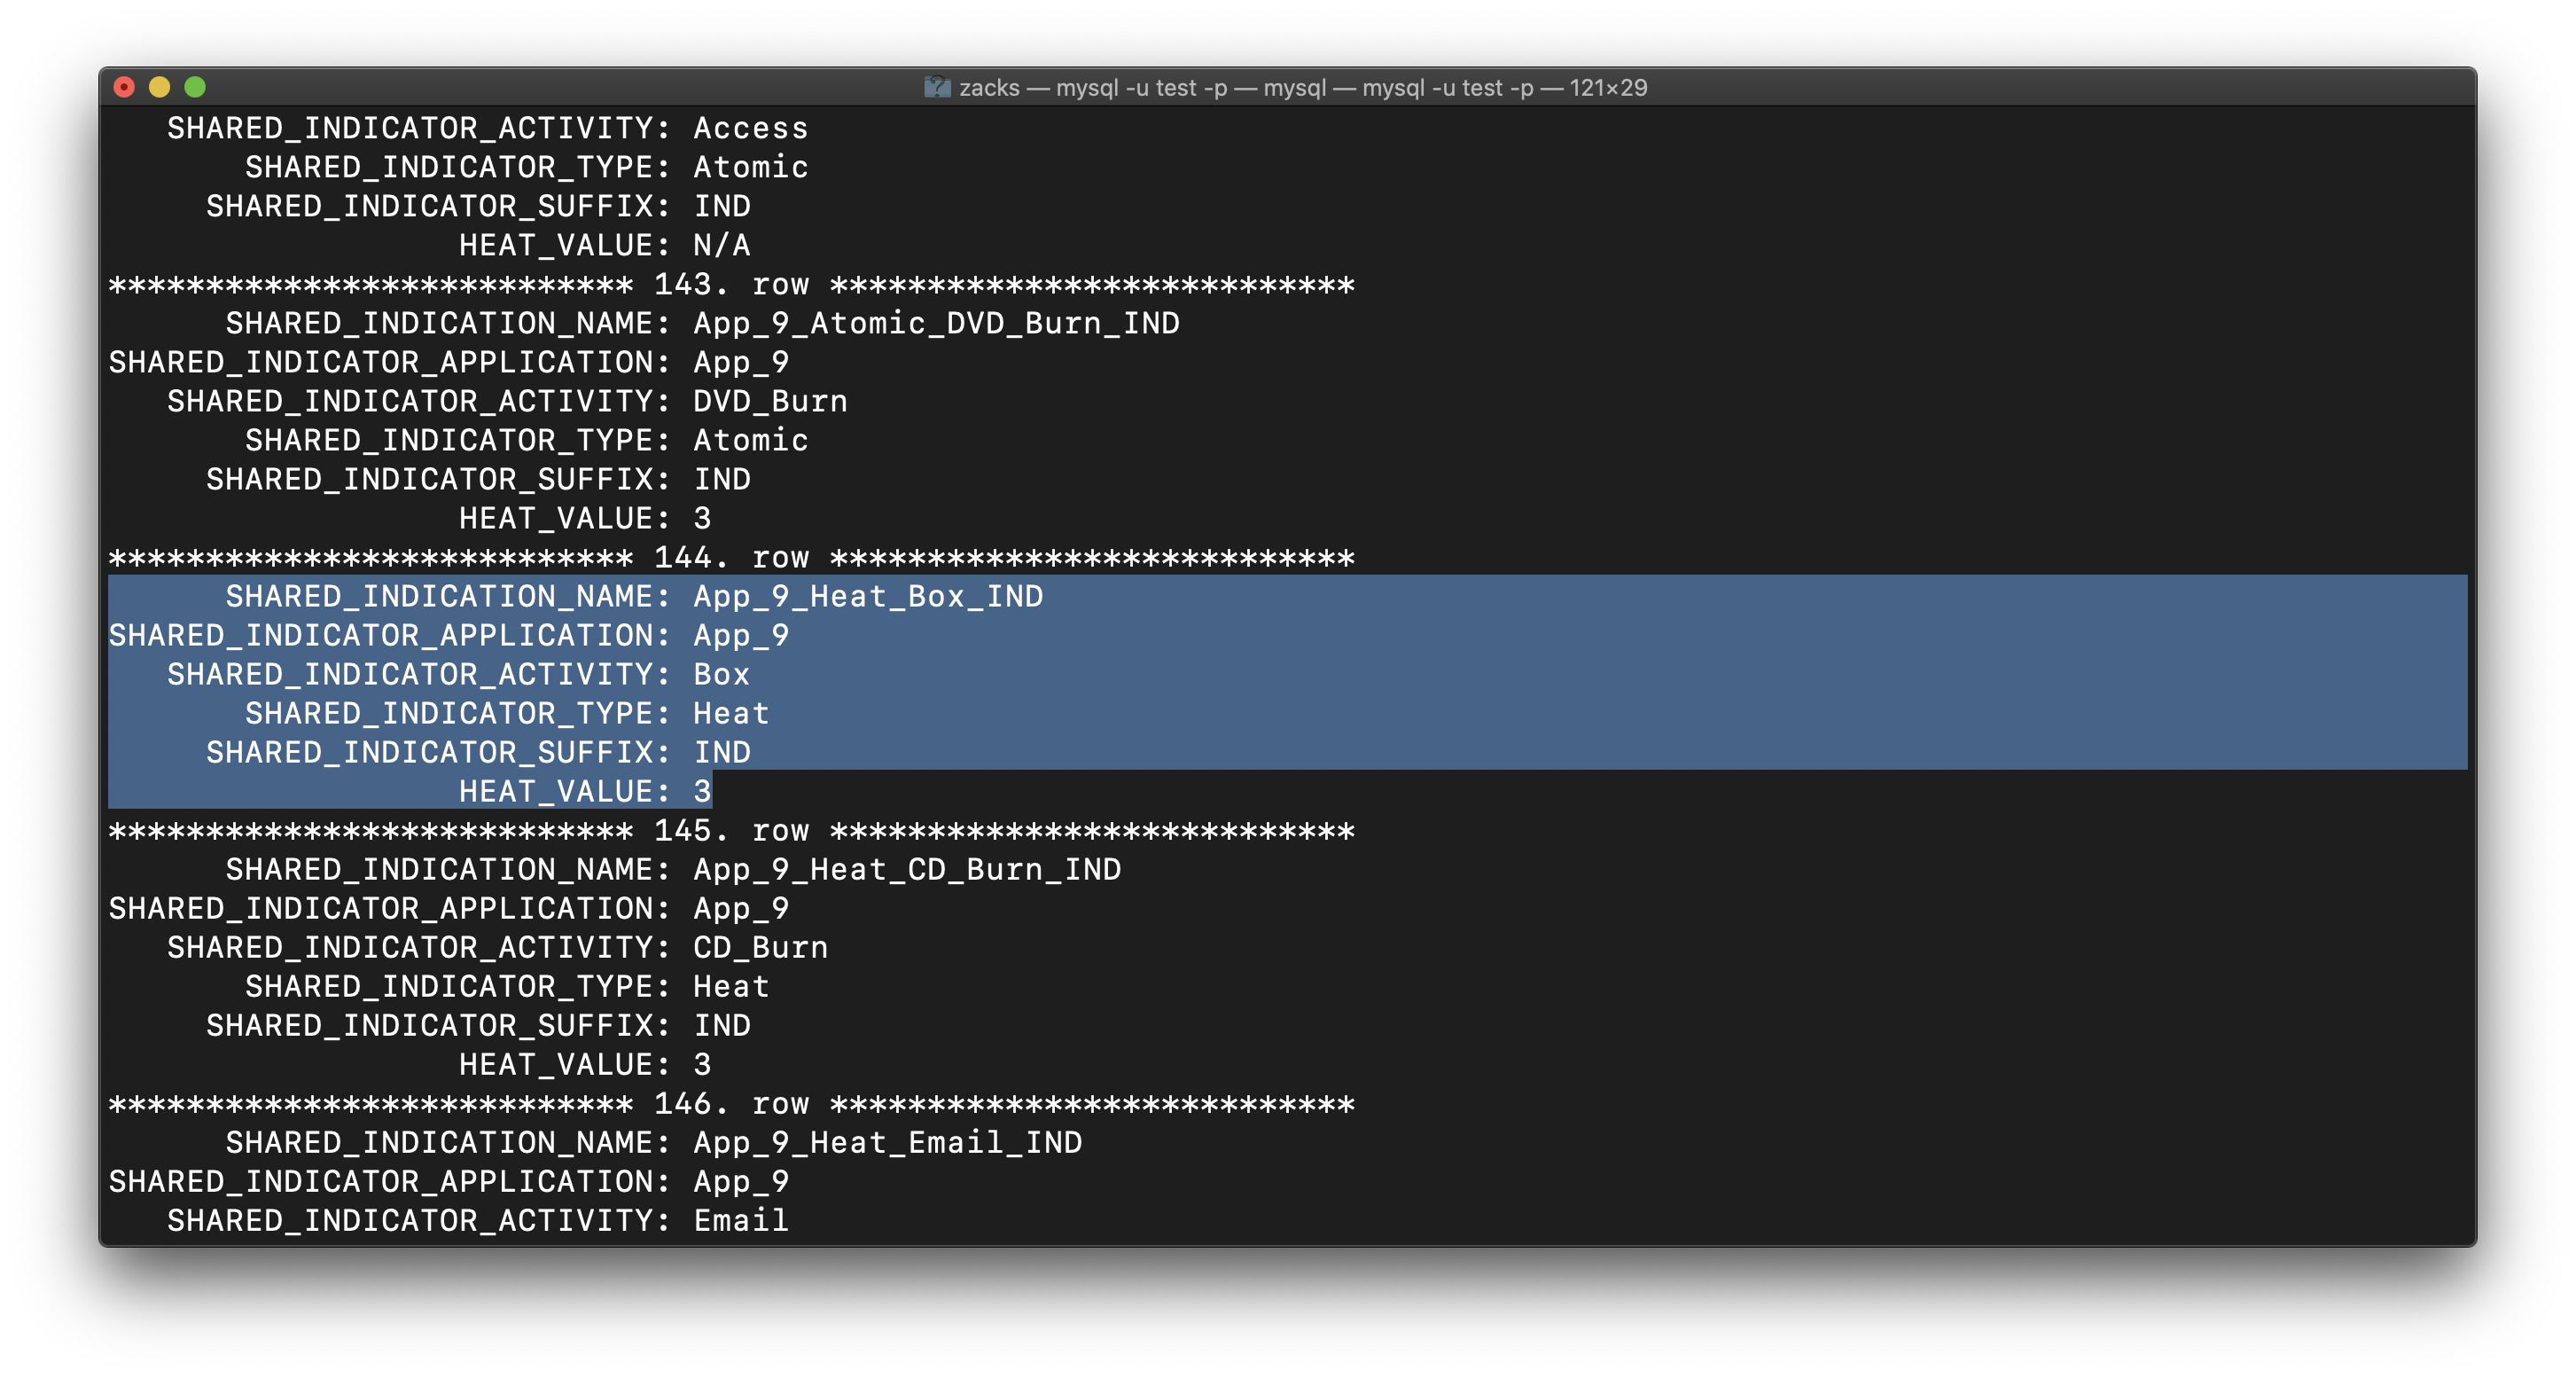 zacks — mysql -u test -p — mysql — mysql -u test -p — 121×29
SHARED_INDICATOR_ACTIVITY: Access
SHARED_INDICATOR_TYPE: Atomic
SHARED_INDICATOR_SUFFIX: IND
HEAT_VALUE: N/A
*************************** 143. row ***************************
SHARED_INDICATION_NAME: App_9_Atomic_DVD_Burn_IND
SHARED_INDICATOR_APPLICATION: App_9
SHARED_INDICATOR_ACTIVITY: DVD_Burn
SHARED_INDICATOR_TYPE: Atomic
SHARED_INDICATOR_SUFFIX: IND
HEAT_VALUE: 3
*************************** 144. row ***************************
SHARED_INDICATION_NAME: App_9_Heat_Box_IND
SHARED_INDICATOR_APPLICATION: App_9
SHARED_INDICATOR_ACTIVITY: Box
SHARED_INDICATOR_TYPE: Heat
SHARED_INDICATOR_SUFFIX: IND
HEAT_VALUE: 3
*************************** 145. row ***************************
SHARED_INDICATION_NAME: App_9_Heat_CD_Burn_IND
SHARED_INDICATOR_APPLICATION: App_9
SHARED_INDICATOR_ACTIVITY: CD_Burn
SHARED_INDICATOR_TYPE: Heat
SHARED_INDICATOR_SUFFIX: IND
HEAT_VALUE: 3
*************************** 146. row ***************************
SHARED_INDICATION_NAME: App_9_Heat_Email_IND
SHARED_INDICATOR_APPLICATION: App_9
SHARED_INDICATOR_ACTIVITY: Email